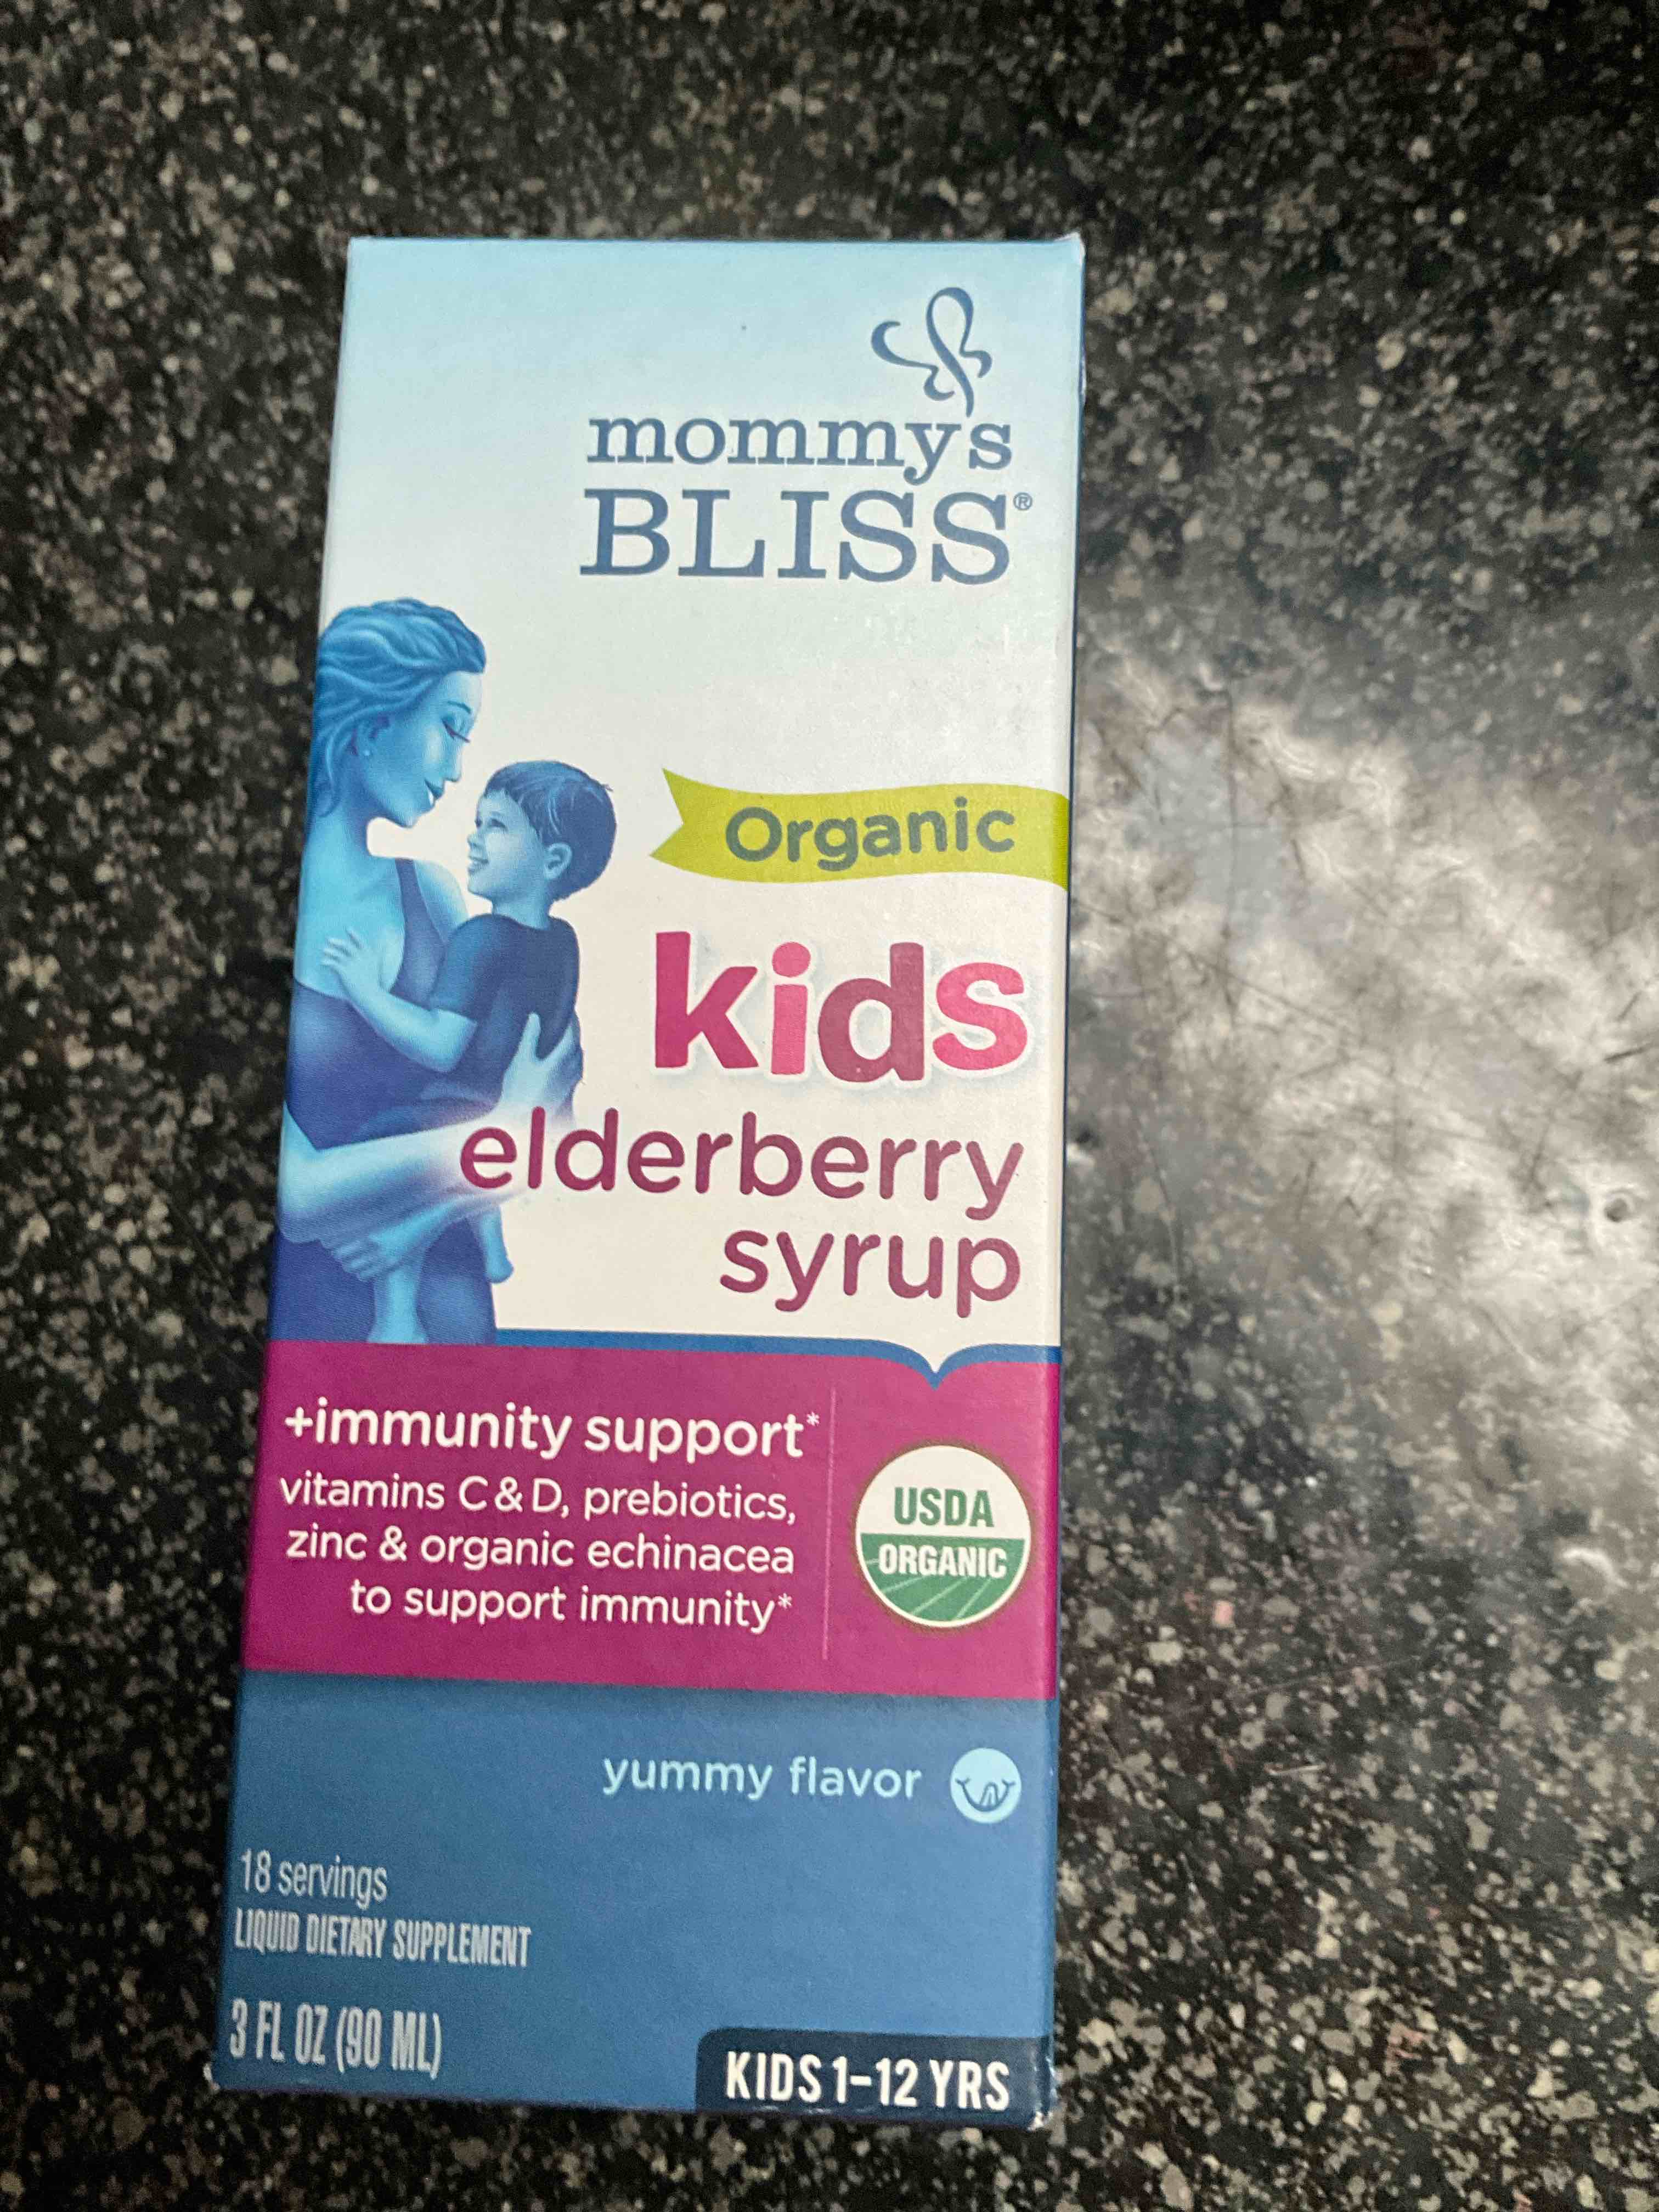 mommy's
BLISS®
Organic
kids
elderberry
syrup
+immunity support*
vitamins C & D, prebiotics,
zinc & organic echinacea
to support immunity*
USDA
ORGANIC
yummy flavor
18 servings
LIQUID DIETARY SUPPLEMENT
3 FL OZ (90 ML)
KIDS 1-12 YRS